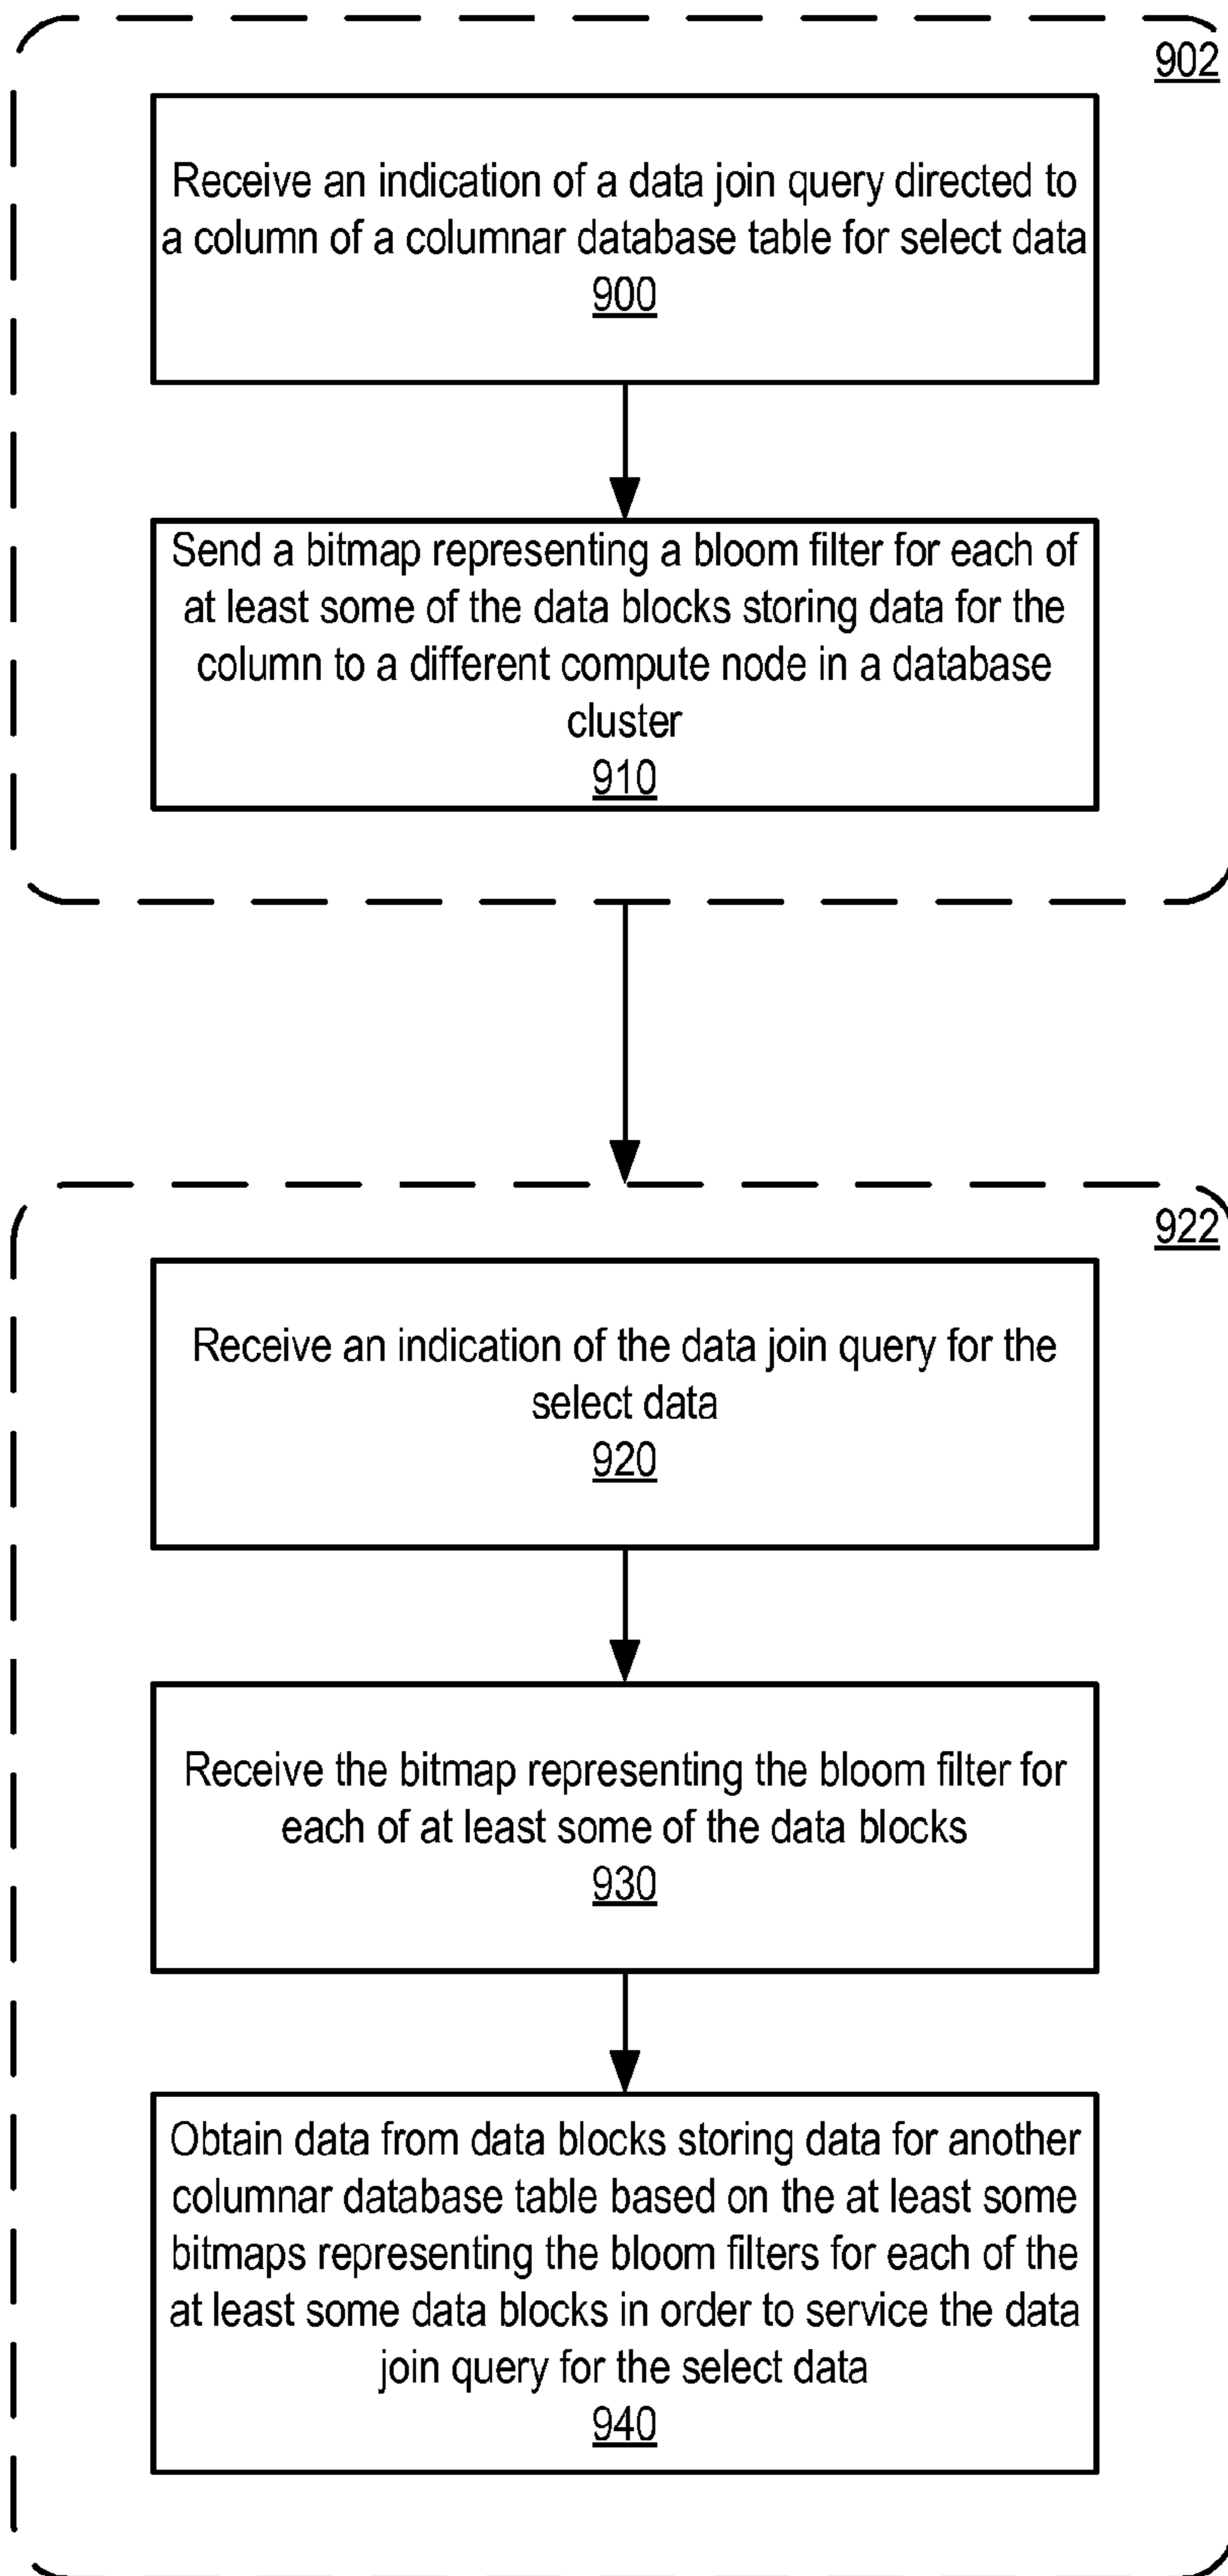 902
Receive an indication of a data join query directed to
a column of a columnar database table for select data
900
Send a bitmap representing a bloom filter for each of
at least some of the data blocks storing data for the
column to a different compute node in a database
cluster
910
922
Receive an indication of the data join query for the
select data
920
Receive the bitmap representing the bloom filter for
each of at least some of the data blocks
930
Obtain data from data blocks storing data for another
columnar database table based on the at least some
bitmaps representing the bloom filters for each of the
at least some data blocks in order to service the data
join query for the select data
940